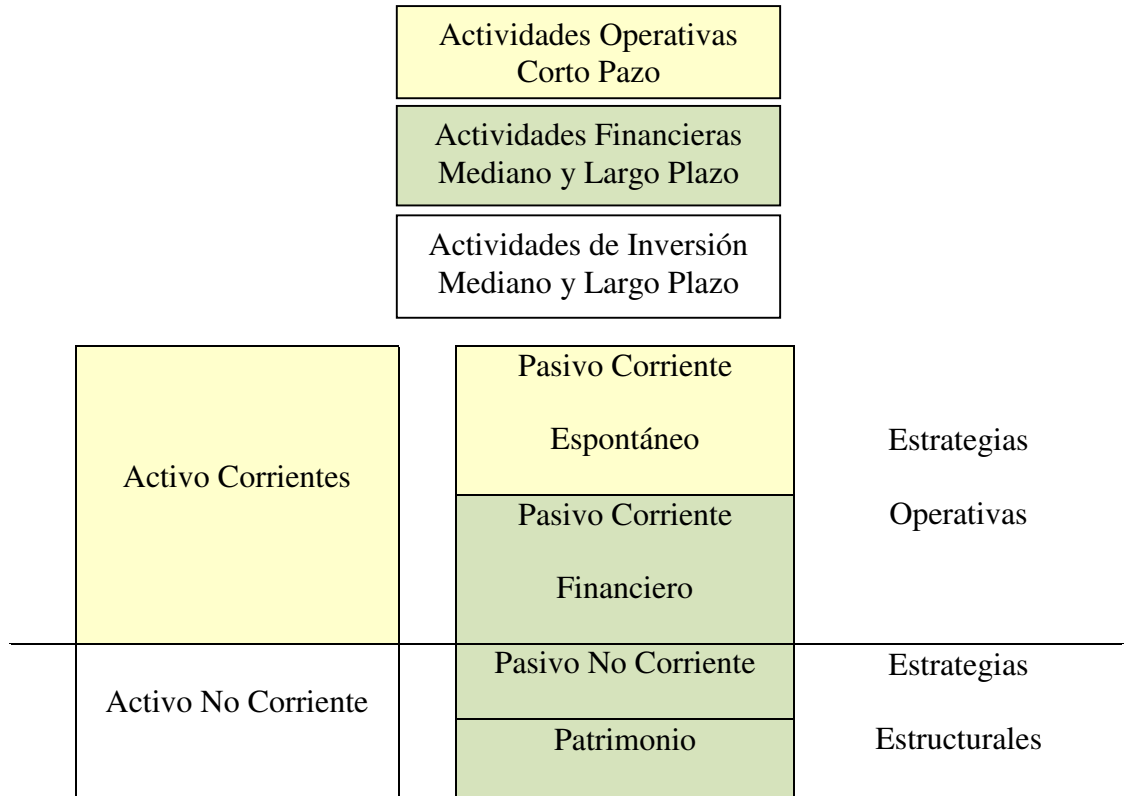 Actividades Operativas
Corto Pazo
Actividades Financieras
Mediano y Largo Plazo
Actividades de Inversión
Mediano y Largo Plazo
Activo Corrientes
Pasivo Corriente
Espontáneo
Pasivo Corriente
Financiero
Estrategias
Operativas
Activo No Corriente
Pasivo No Corriente
Patrimonio
Estrategias
Estructurales